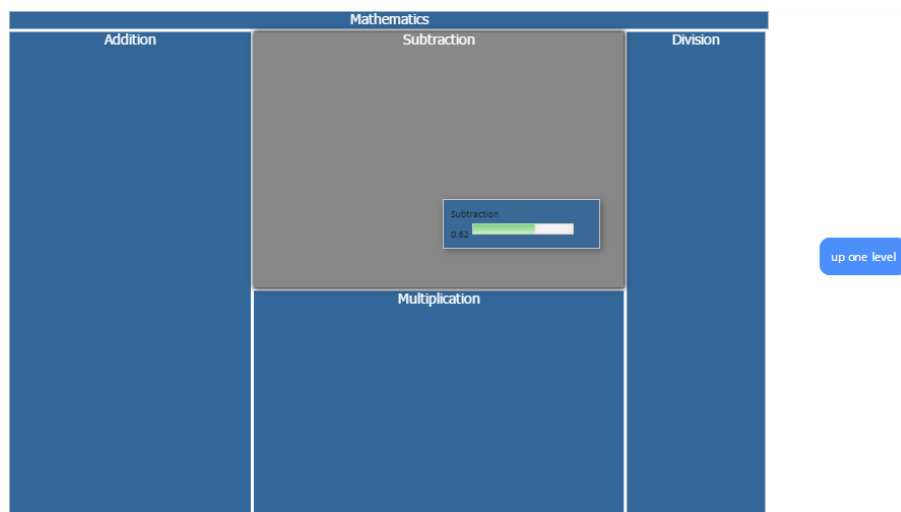 Mathematics
Addition
Subtraction
Division
Subtraction
0.62
up one level
Multiplication